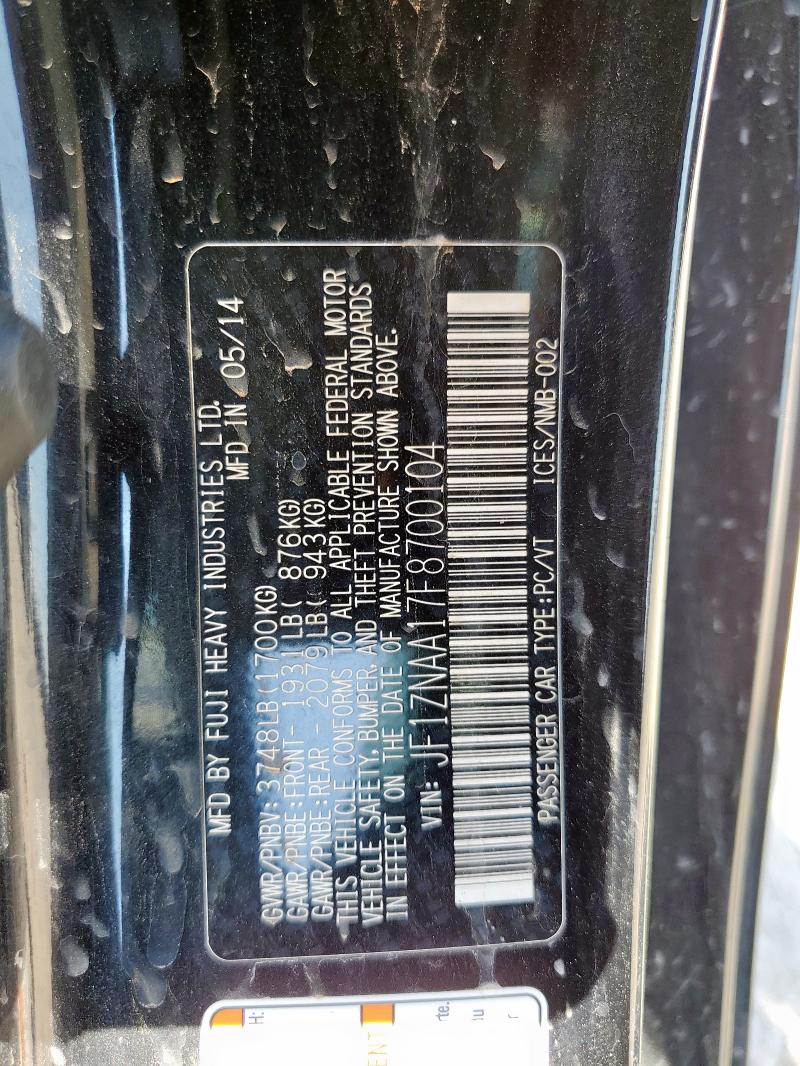 MFD BY FUJI HEAVY INDUSTRIES LTD.
MFD IN 05/14
GVWR/PNBV: 3748LB(1700KG)
GAWR/PNBE:FRONT- 1931LB( 876KG)
GAWR/PNBE:REAR - 2079LB( 943KG)
THIS VEHICLE CONFORMS TO ALL APPLICABLE FEDERAL MOTOR
VEHICLE SAFETY, BUMPER, AND THEFT PREVENTION STANDARDS
IN EFFECT ON THE DATE OF MANUFACTURE SHOWN ABOVE.
VIN: JF1ZNAA17F8700104
PASSENGER CAR TYPE:PC/VT ICES/NMB-002
H:
ENT
rte.
au
r